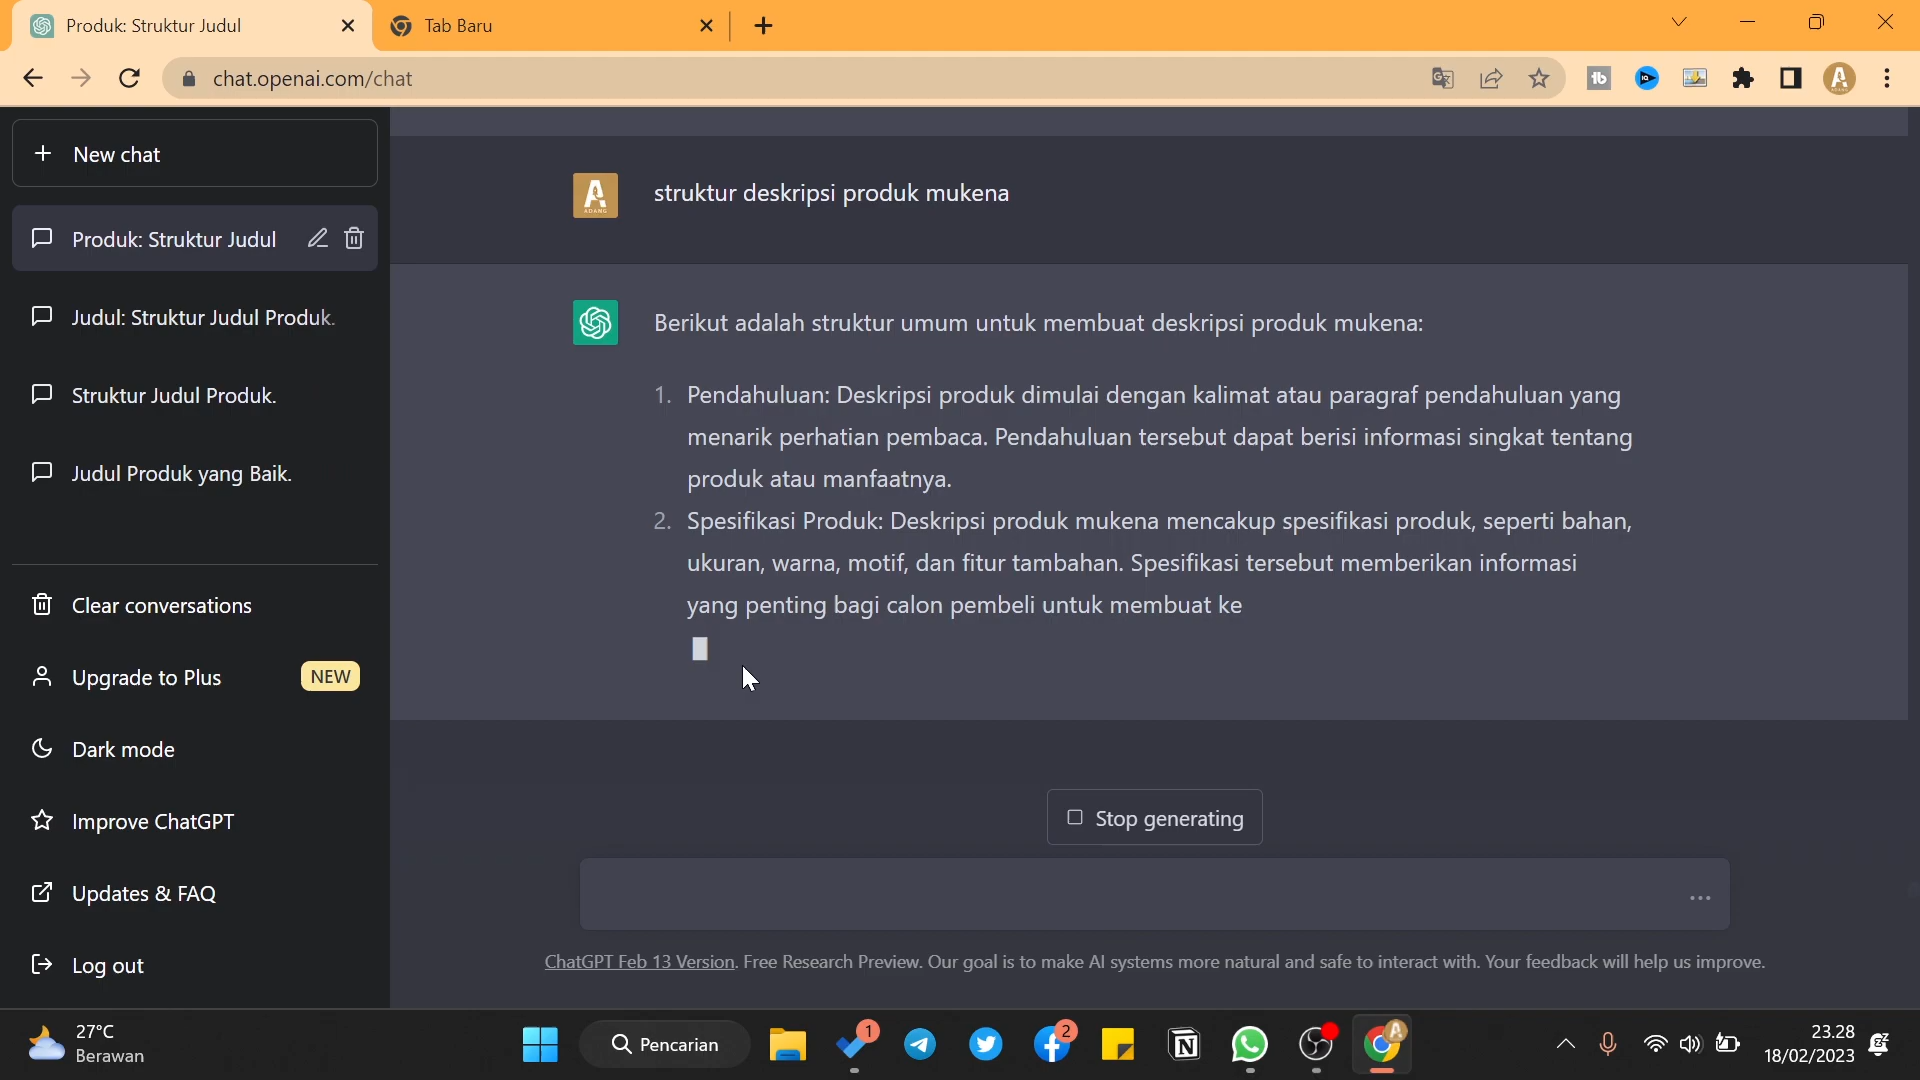 Produk: Struktur Judul
Tab Baru
chat.openai.com/chat
New chat
Produk: Struktur Judul
Judul: Struktur Judul Produk.
Struktur Judul Produk.
Judul Produk yang Baik.
Clear conversations
Upgrade to Plus NEW
Dark mode
Improve ChatGPT
Updates & FAQ
Log out
struktur deskripsi produk mukena
Berikut adalah struktur umum untuk membuat deskripsi produk mukena:
1. Pendahuluan: Deskripsi produk dimulai dengan kalimat atau paragraf pendahuluan yang
menarik perhatian pembaca. Pendahuluan tersebut dapat berisi informasi singkat tentang
produk atau manfaatnya.
2. Spesifikasi Produk: Deskripsi produk mukena mencakup spesifikasi produk, seperti bahan,
ukuran, warna, motif, dan fitur tambahan. Spesifikasi tersebut memberikan informasi
yang penting bagi calon pembeli untuk membuat ke
Stop generating
ChatGPT Feb 13 Version. Free Research Preview. Our goal is to make AI systems more natural and safe to interact with. Your feedback will help us improve.
27°C
Berawan
Pencarian
1
2
23.28
18/02/2023